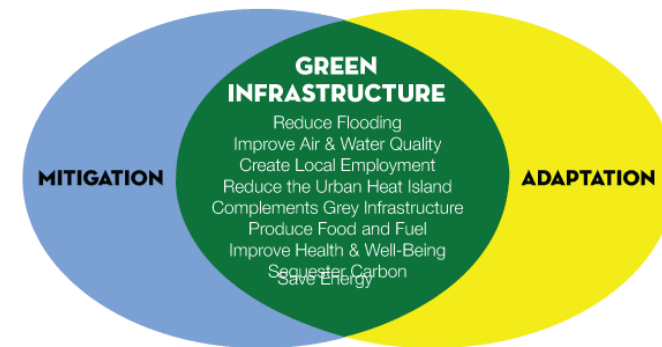 GREEN
INFRASTRUCTURE
Reduce Flooding
Improve Air & Water Quality
Create Local Employment
Reduce the Urban Heat Island
Complements Grey Infrastructure
Produce Food and Fuel
Improve Health & Well-Being
Sequester Carbon
Save Energy
MITIGATION
ADAPTATION